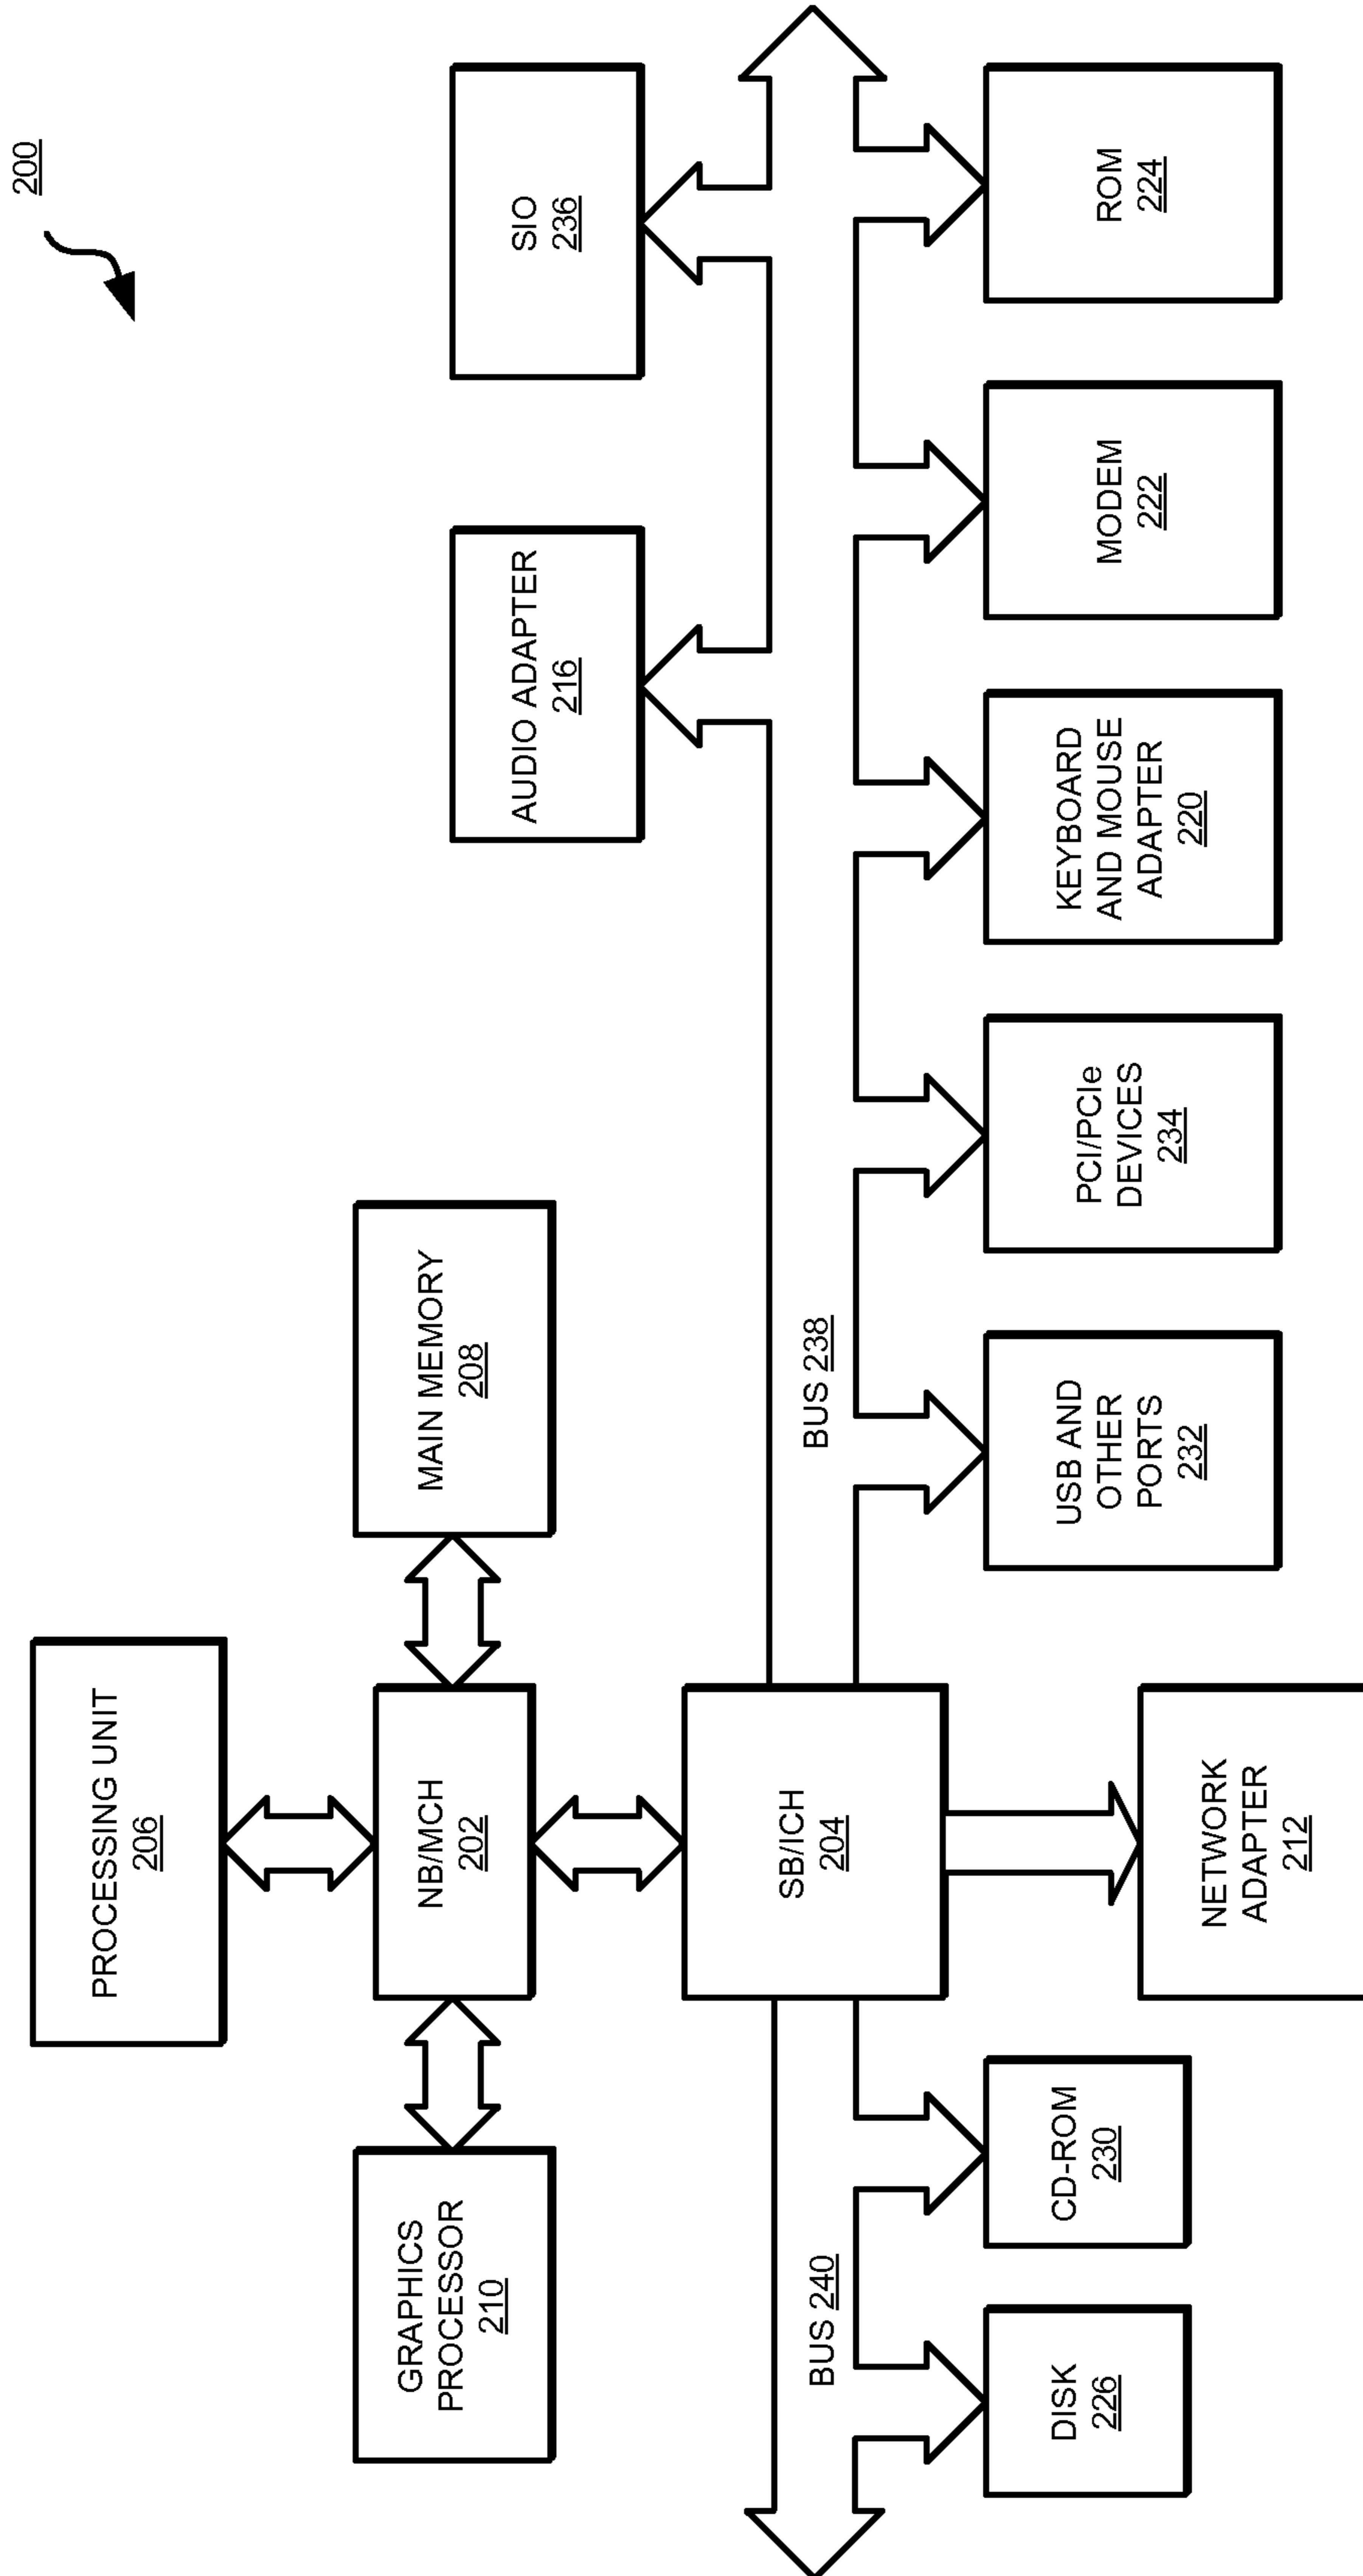 200
PROCESSING UNIT
206
GRAPHICS
PROCESSOR
210
NB/MCH
202
MAIN MEMORY
208
AUDIO ADAPTER
216
SIO
236
SB/ICH
204
BUS 240
BUS 238
DISK
226
CD-ROM
230
USB AND
OTHER
PORTS
232
PCI/PCIe
DEVICES
234
KEYBOARD
AND MOUSE
ADAPTER
220
MODEM
222
ROM
224
NETWORK
ADAPTER
212